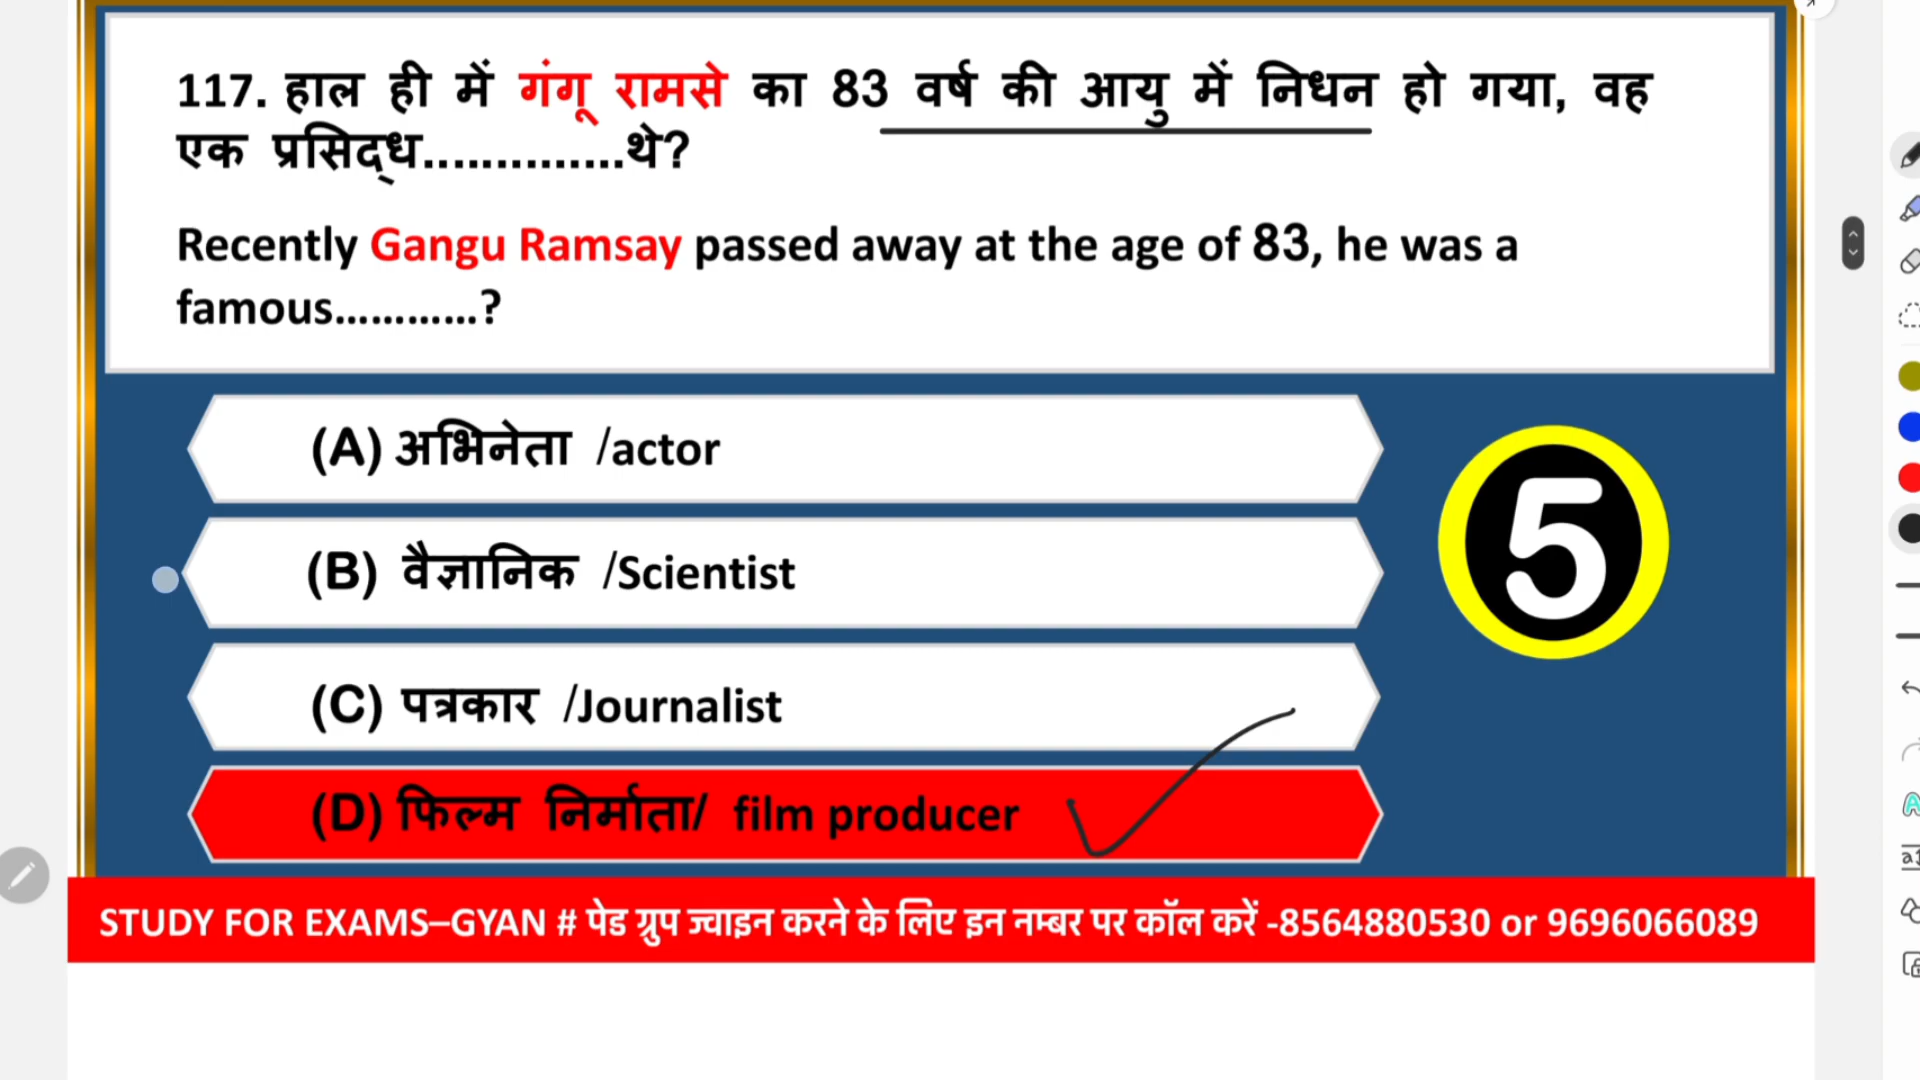 117. हाल ही में गंगू रामसे का 83 वर्ष की आयु में निधन हो गया, वह
एक प्रसिद्ध..............थे?
Recently Gangu Ramsay passed away at the age of 83, he was a
famous............?
(A) अभिनेता /actor
(B) वैज्ञानिक /Scientist
5
(C) पत्रकार /Journalist
(D) फिल्म निर्माता/ film producer
STUDY FOR EXAMS–GYAN # पेड ग्रुप ज्वाइन करने के लिए इन नम्बर पर कॉल करें -8564880530 or 9696066089